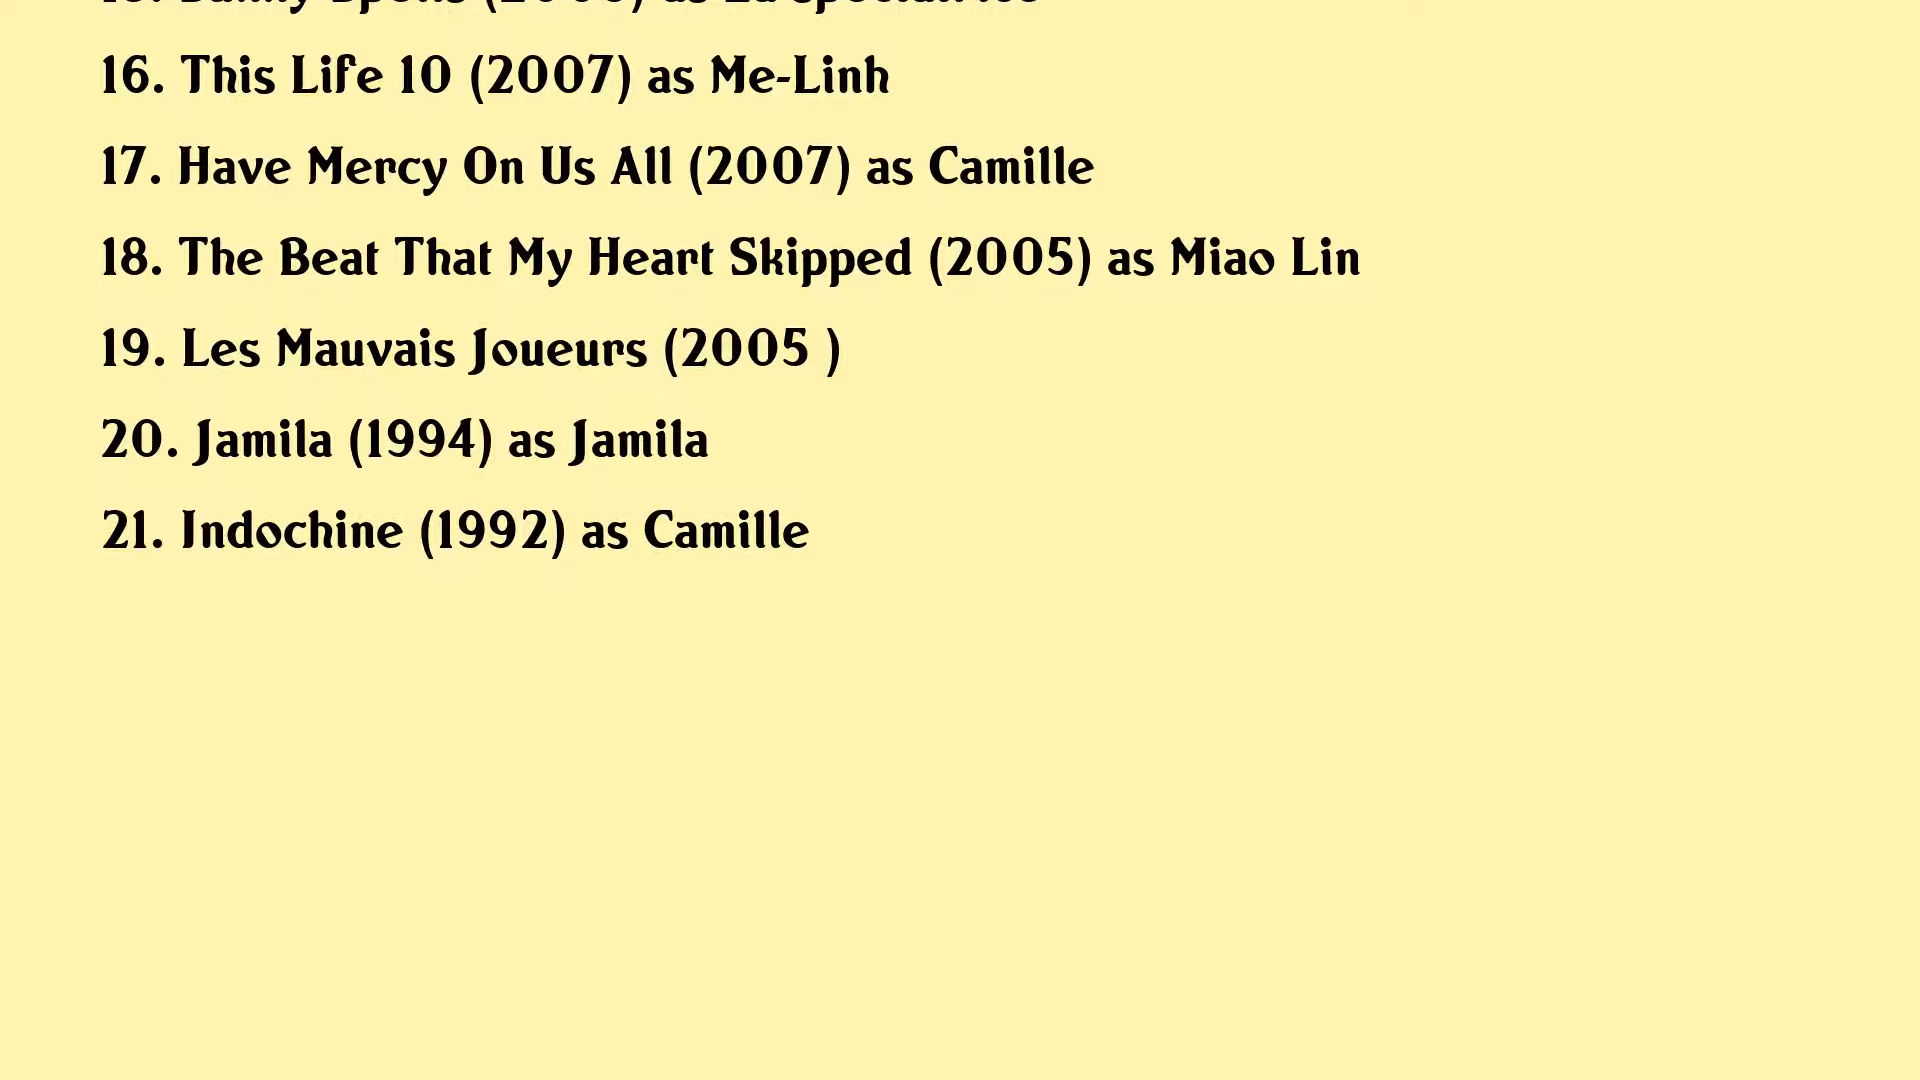 16. This Life 10 (2007) as Me-Linh
17. Have Mercy On Us All (2007) as Camille
18. The Beat That My Heart Skipped (2005) as Miao Lin
19. Les Mauvais Joueurs (2005 )
20. Jamila (1994) as Jamila
21. Indochine (1992) as Camille